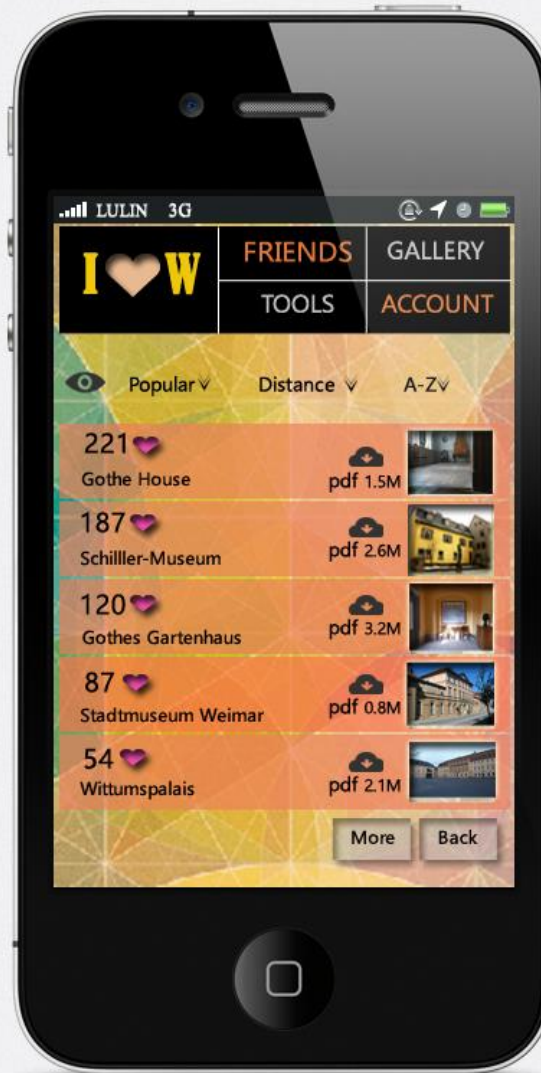 LULIN 3G
I W
FRIENDS GALLERY
TOOLS ACCOUNT
Popular Distance A-Z
221
Gothe House
pdf 1.5M
187
Schilller-Museum
pdf 2.6M
120
Gothes Gartenhaus
pdf 3.2M
87
Stadtmuseum Weimar
pdf 0.8M
54
Wittumspalais
pdf 2.1M
More Back